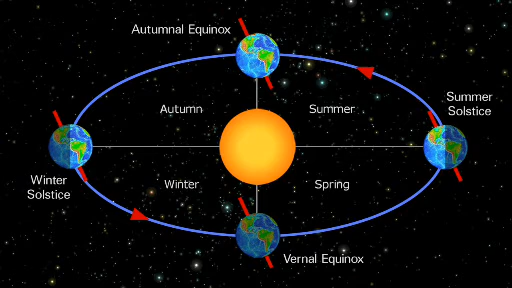 Autumnal Equinox
Autumn
Summer
Summer
Solstice
Winter
Solstice
Winter
Spring
Vernal Equinox